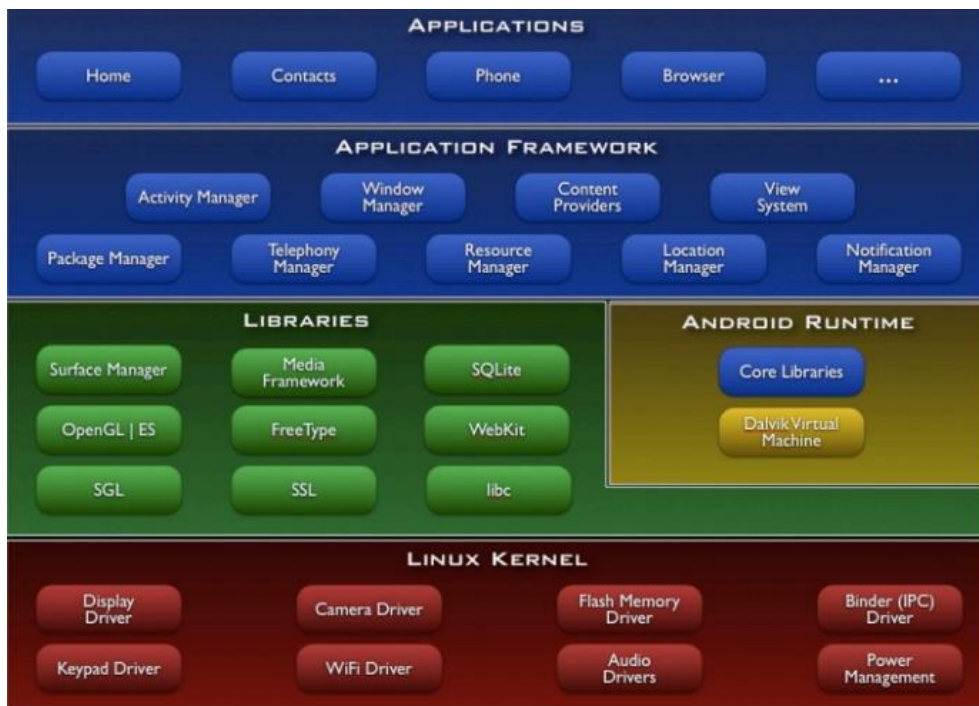 APPLICATIONS
Home
Contacts
Phone
Browser
...
APPLICATION FRAMEWORK
Activity Manager
Window
Manager
Content
Providers
View
System
Package Manager
Telephony
Manager
Resource
Manager
Location
Manager
Notification
Manager
LIBRARIES
Surface Manager
Media
Framework
SQLite
OpenGL | ES
FreeType
WebKit
SGL
SSL
libc
ANDROID RUNTIME
Core Libraries
Dalvik Virtual
Machine
LINUX KERNEL
Display
Driver
Camera Driver
Flash Memory
Driver
Binder (IPC)
Driver
Keypad Driver
WiFi Driver
Audio
Drivers
Power
Management